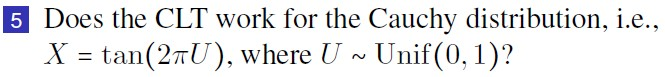 5 Does the CLT work for the Cauchy distribution, i.e.,
X = tan(2πU), where U ~ Unif(0, 1)?